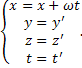 x = x + ωt
y = y′
z = z′
t = t′